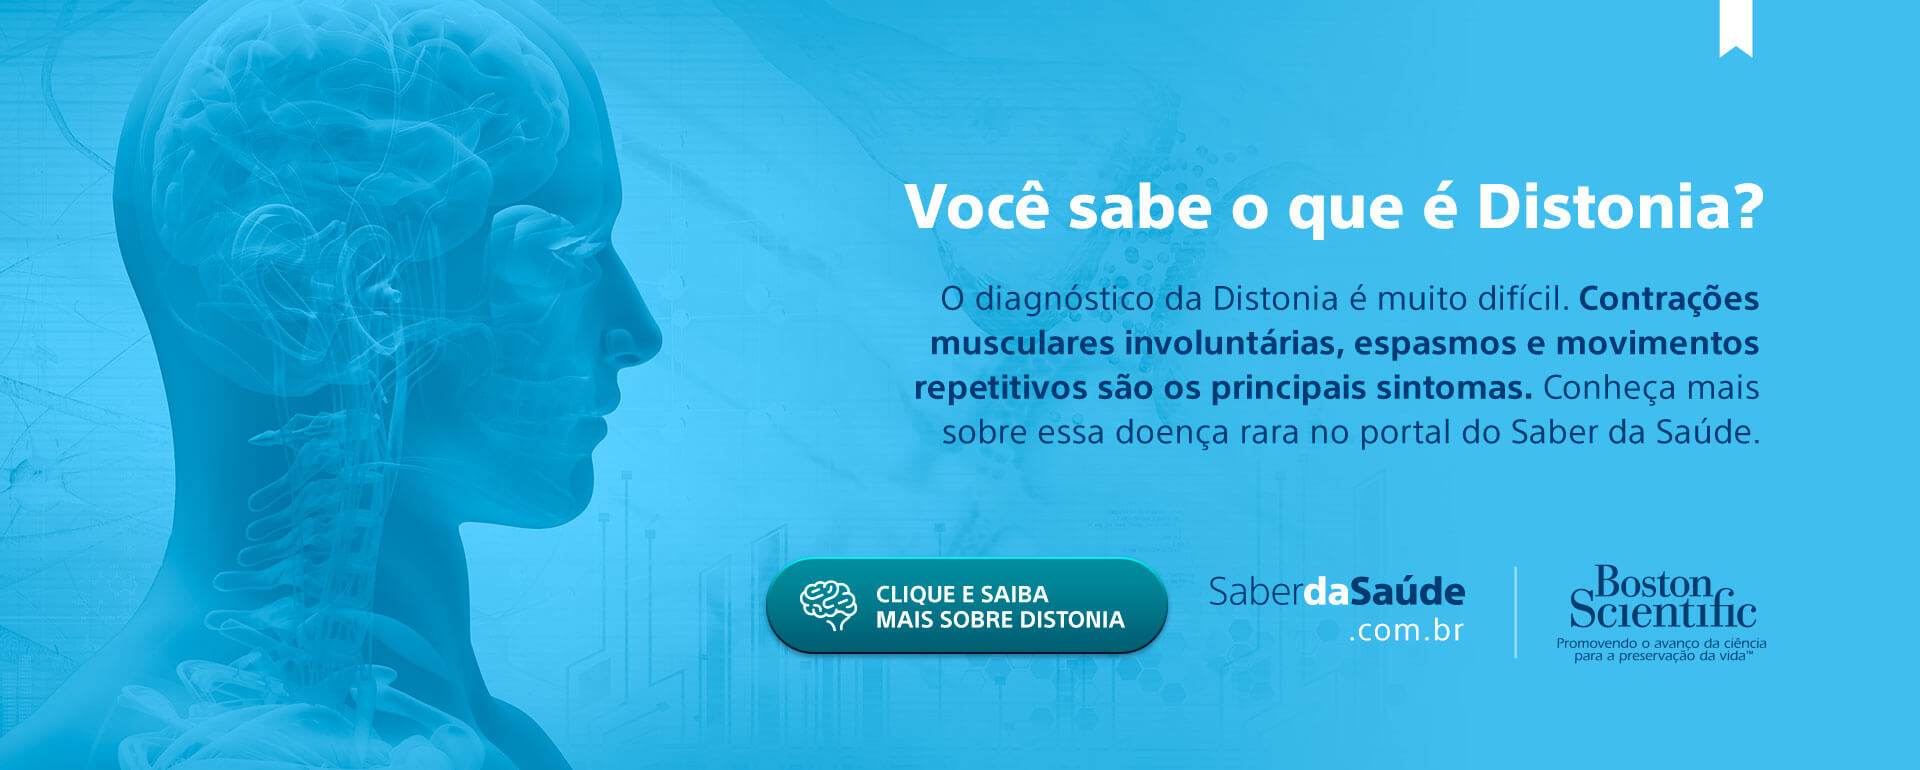 Você sabe o que é Distonia?
O diagnóstico da Distonia é muito difícil. Contrações
musculares involuntárias, espasmos e movimentos
repetitivos são os principais sintomas. Conheça mais
sobre essa doença rara no portal do Saber da Saúde.
CLIQUE E SAIBA
MAIS SOBRE DISTONIA
SaberdaSaúde
.com.br
Boston
Scientific
Promovendo o avanço da ciência
para a preservação da vida™